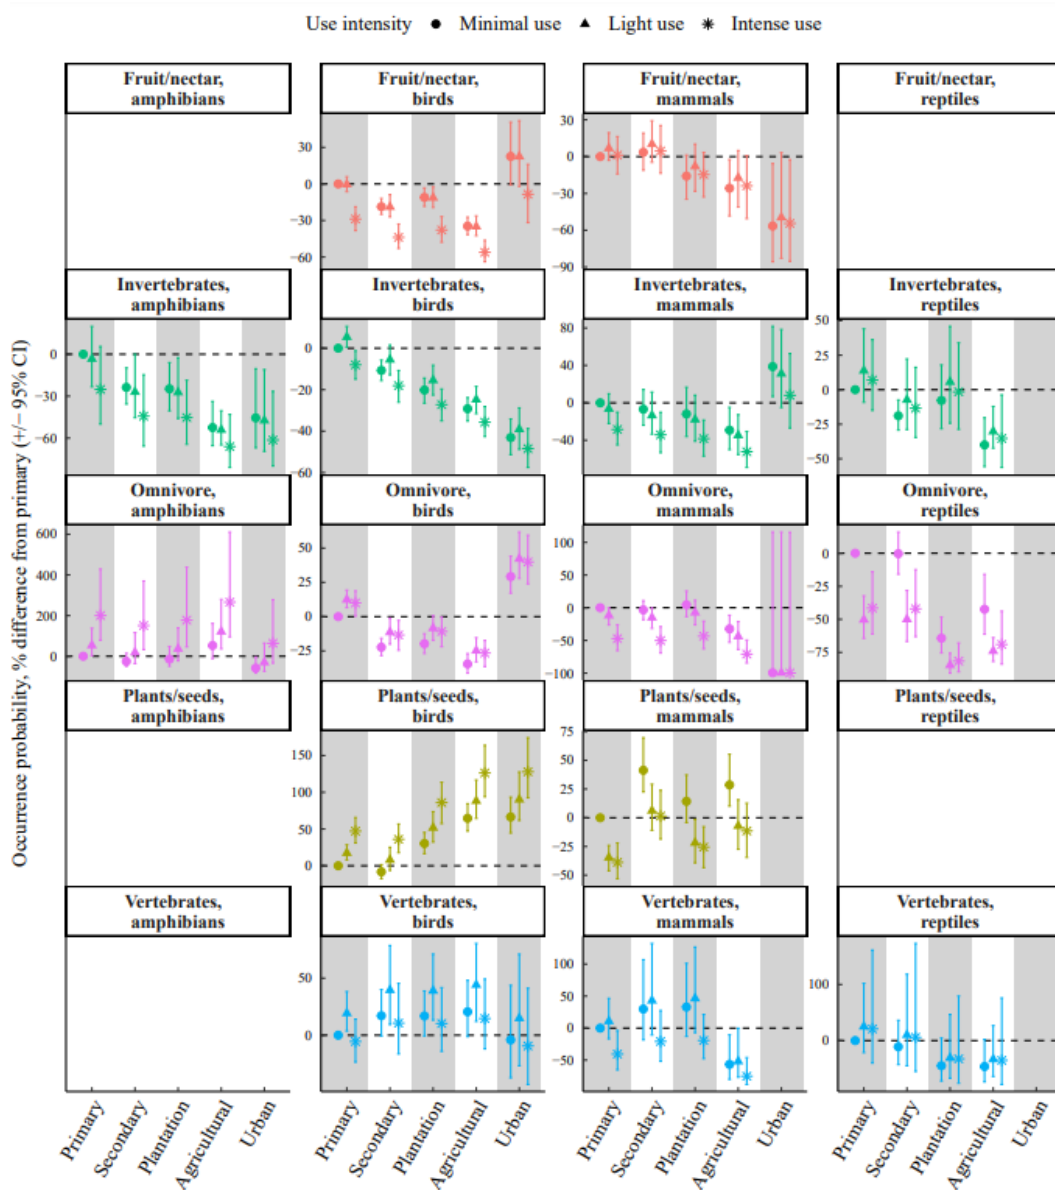 Use intensity ● Minimal use ▲ Light use ✳ Intense use
Fruit/nectar, amphibians
Fruit/nectar, birds
Fruit/nectar, mammals
Fruit/nectar, reptiles
30
0
−30
−60
30
0
−30
−60
−90
Invertebrates, amphibians
Invertebrates, birds
Invertebrates, mammals
Invertebrates, reptiles
0
−30
−60
0
−20
−40
−60
80
40
0
−40
50
25
0
−25
−50
Omnivore, amphibians
Omnivore, birds
Omnivore, mammals
Omnivore, reptiles
600
400
200
0
50
25
0
−25
100
50
0
−50
−100
0
−25
−50
−75
Plants/seeds, amphibians
Plants/seeds, birds
Plants/seeds, mammals
Plants/seeds, reptiles
150
100
50
0
75
50
25
0
−25
−50
Vertebrates, amphibians
Vertebrates, birds
Vertebrates, mammals
Vertebrates, reptiles
50
0
100
50
0
−50
100
0
Primary
Secondary
Plantation
Agricultural
Urban
Primary
Secondary
Plantation
Agricultural
Urban
Primary
Secondary
Plantation
Agricultural
Urban
Primary
Secondary
Plantation
Agricultural
Urban
Occurrence probability, % difference from primary (+/− 95% CI)